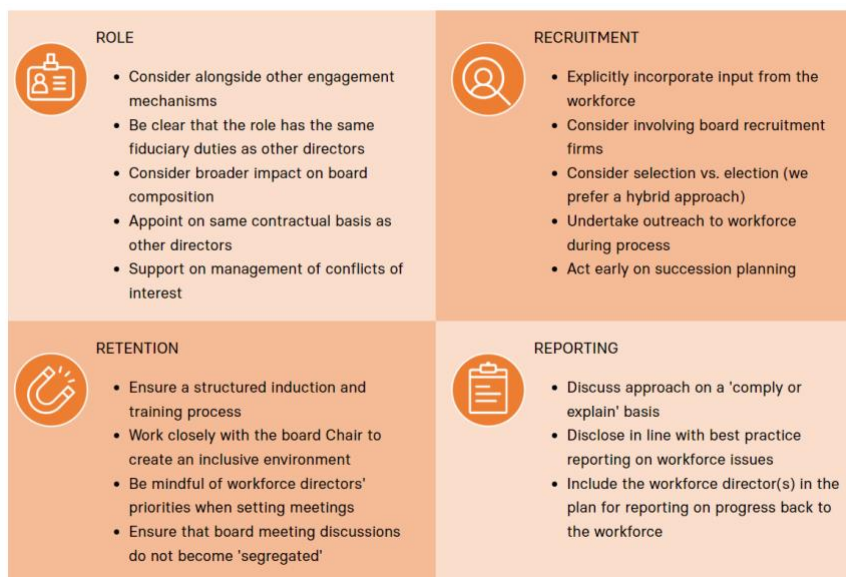 ROLE
• Consider alongside other engagement
mechanisms
• Be clear that the role has the same
fiduciary duties as other directors
• Consider broader impact on board
composition
• Appoint on same contractual basis as
other directors
• Support on management of conflicts of
interest
RECRUITMENT
• Explicitly incorporate input from the
workforce
• Consider involving board recruitment
firms
• Consider selection vs. election (we
prefer a hybrid approach)
• Undertake outreach to workforce
during process
• Act early on succession planning
RETENTION
• Ensure a structured induction and
training process
• Work closely with the board Chair to
create an inclusive environment
• Be mindful of workforce directors'
priorities when setting meetings
• Ensure that board meeting discussions
do not become 'segregated'
REPORTING
• Discuss approach on a 'comply or
explain' basis
• Disclose in line with best practice
reporting on workforce issues
• Include the workforce director(s) in the
plan for reporting on progress back to
the workforce